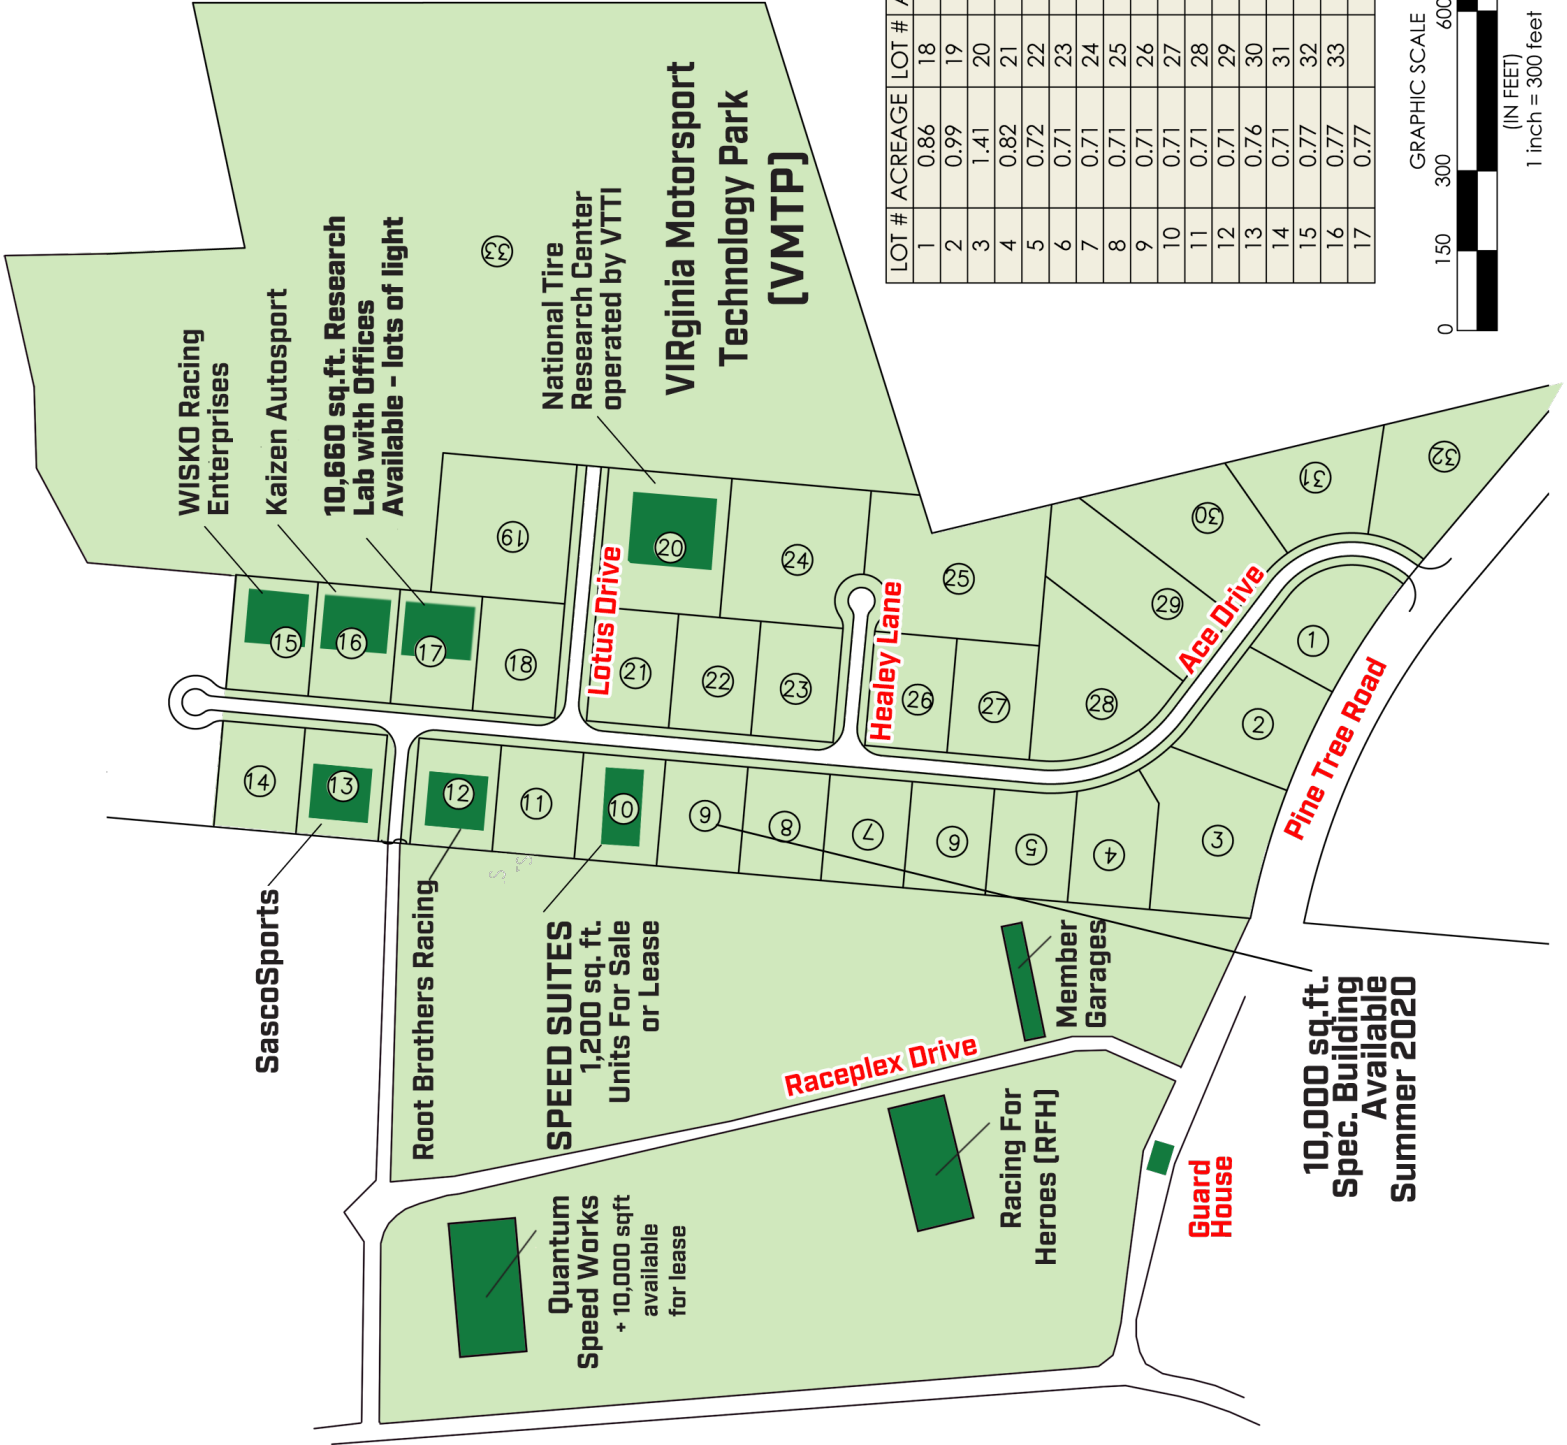 WISKO Racing
Enterprises
Kaizen Autosport
10,660 sq.ft. Research
Lab with Offices
Available - lots of light
National Tire
Research Center
operated by VTTI
VIRginia Motorsport
Technology Park
(VMTP)
33
15
16
17
18
19
20
24
25
30
31
32
Lotus Drive
21
22
23
Healey Lane
26
27
28
29
Ace Drive
1
2
Pine Tree Road
14
13
12
11
10
9
8
7
6
5
4
3
SascoSports
Root Brothers Racing
SPEED SUITES
1,200 sq. ft.
Units For Sale
or Lease
Member
Garages
Raceplex Drive
Quantum
Speed Works
+ 10,000 sqft
available
for lease
Racing For
Heroes (RFH)
Guard
House
10,000 sq.ft.
Spec. Building
Available
Summer 2020
LOT # ACREAGE LOT #
1 0.86 18
2 0.99 19
3 1.41 20
4 0.82 21
5 0.72 22
6 0.71 23
7 0.71 24
8 0.71 25
9 0.71 26
10 0.71 27
11 0.71 28
12 0.71 29
13 0.76 30
14 0.71 31
15 0.77 32
16 0.77 33
17 0.77
GRAPHIC SCALE
0 150 300 600
(IN FEET)
1 inch = 300 feet